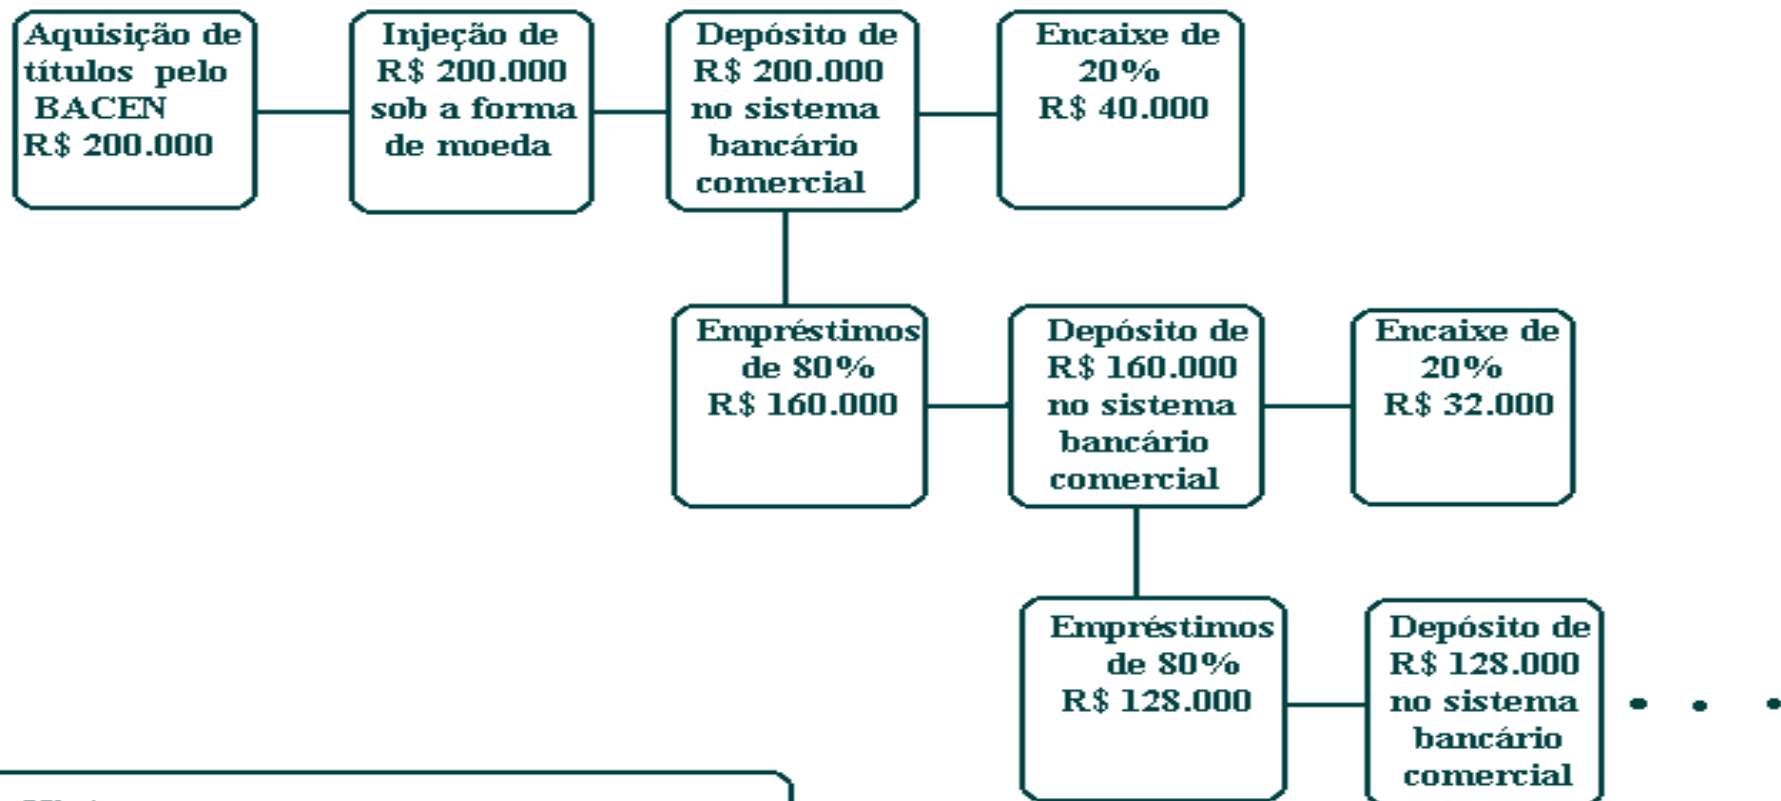 Aquisição de
títulos pelo
BACEN
R$ 200.000
Injeção de
R$ 200.000
sob a forma
de moeda
Depósito de
R$ 200.000
no sistema
bancário
comercial
Encaixe de
20%
R$ 40.000
Empréstimos
de 80%
R$ 160.000
Depósito de
R$ 160.000
no sistema
bancário
comercial
Encaixe de
20%
R$ 32.000
Empréstimos
de 80%
R$ 128.000
Depósito de
R$ 128.000
no sistema
bancário
comercial